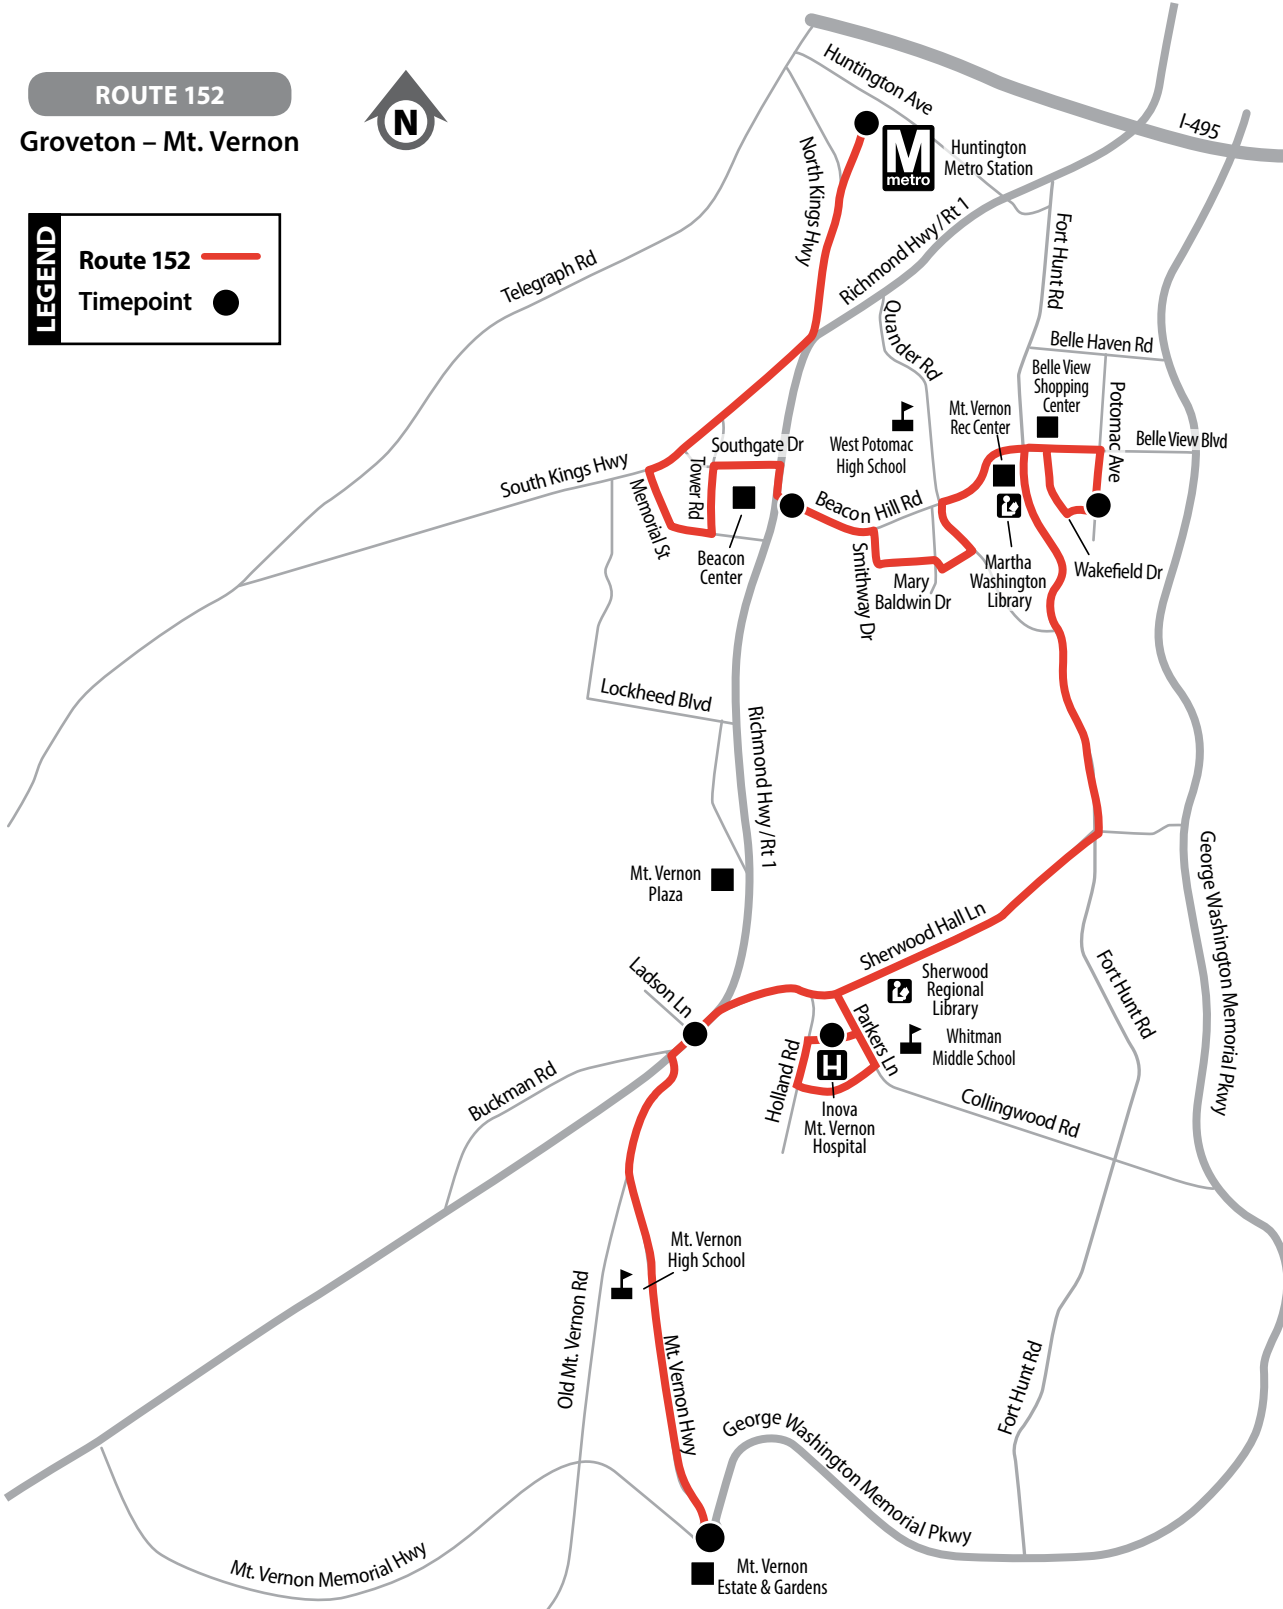 ROUTE 152
Groveton – Mt. Vernon
N
LEGEND
Route 152
Timepoint
Huntington Ave
I-495
M
metro
Huntington
Metro Station
North Kings Hwy
Richmond Hwy/Rt 1
Telegraph Rd
Fort Hunt Rd
Quander Rd
Belle Haven Rd
Belle View
Shopping
Center
Potomac Ave
Mt. Vernon
Rec Center
West Potomac
High School
Belle View Blvd
Southgate Dr
South Kings Hwy
Tower Rd
Memorial St
Beacon Hill Rd
Beacon
Center
Smithway Dr
Mary
Baldwin Dr
Martha
Washington
Library
Wakefield Dr
Lockheed Blvd
Richmond Hwy/Rt 1
Mt. Vernon
Plaza
George Washington Memorial Pkwy
Sherwood Hall Ln
Ladson Ln
Sherwood
Regional
Library
Fort Hunt Rd
Parkers Ln
Whitman
Middle School
Holland Rd
H
Buckman Rd
Inova
Mt. Vernon
Hospital
Collingwood Rd
Mt. Vernon
High School
Old Mt. Vernon Rd
Mt. Vernon Hwy
Fort Hunt Rd
George Washington Memorial Pkwy
Mt. Vernon Memorial Hwy
Mt. Vernon
Estate & Gardens